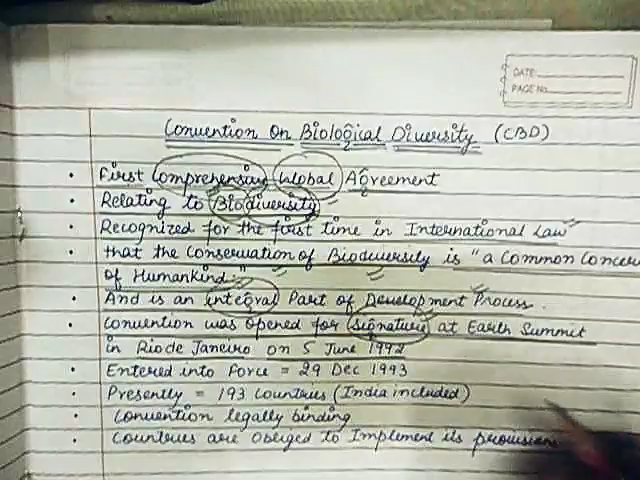 DATE:
PAGE No.
Convention On Biological Diversity (CBD)
• First Comprehensive Global Agreement
• Relating to Biodiversity
• Recognized for the first time in International Law"
• that the Conservation of Biodiversity is "a Common Concern
of Humankind."
• And is an integral Part of Development Process.
• Convention was opened for signature at Earth Summit
in Rio de Janeiro on 5 June 1992
• Entered into Force = 29 Dec 1993
• Presently = 193 Countries (India included)
• Convention legally binding
• Countries are Obliged to Implement its provisions